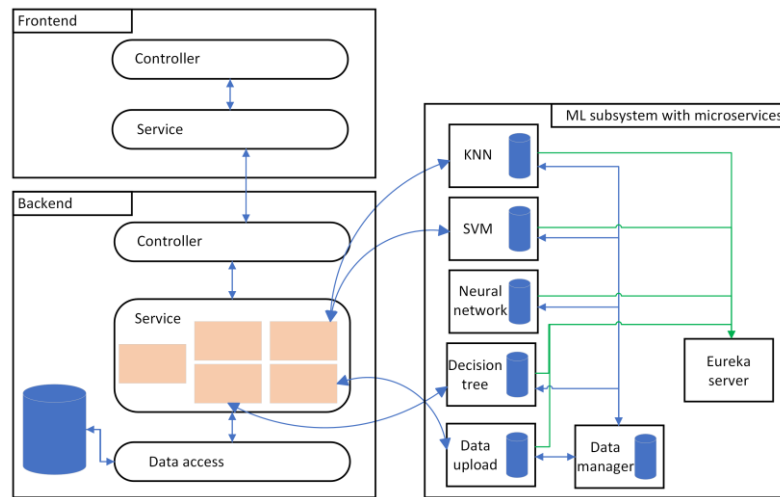 Frontend
Controller
Service
Backend
Controller
Service
Data access
ML subsystem with microservices
KNN
SVM
Neural
network
Decision
tree
Eureka
server
Data
upload
Data
manager